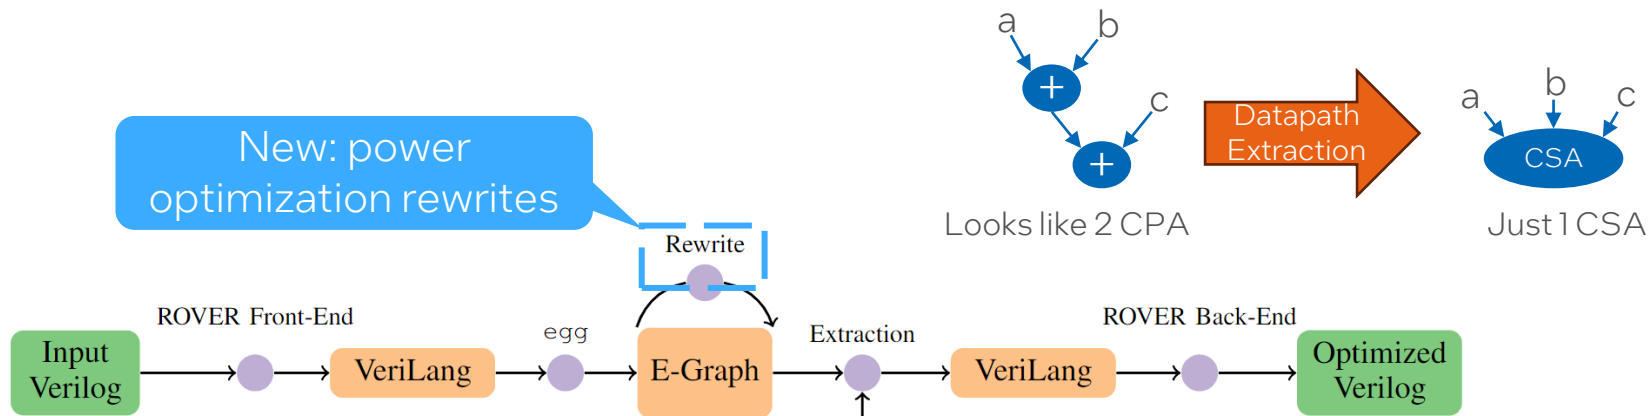 New: power
optimization rewrites
a
b
+
c
+
Looks like 2 CPA
Datapath
Extraction
a
b
c
CSA
Just 1 CSA
Rewrite
ROVER Front-End
egg
Extraction
ROVER Back-End
Input
Verilog
VeriLang
E-Graph
VeriLang
Optimized
Verilog